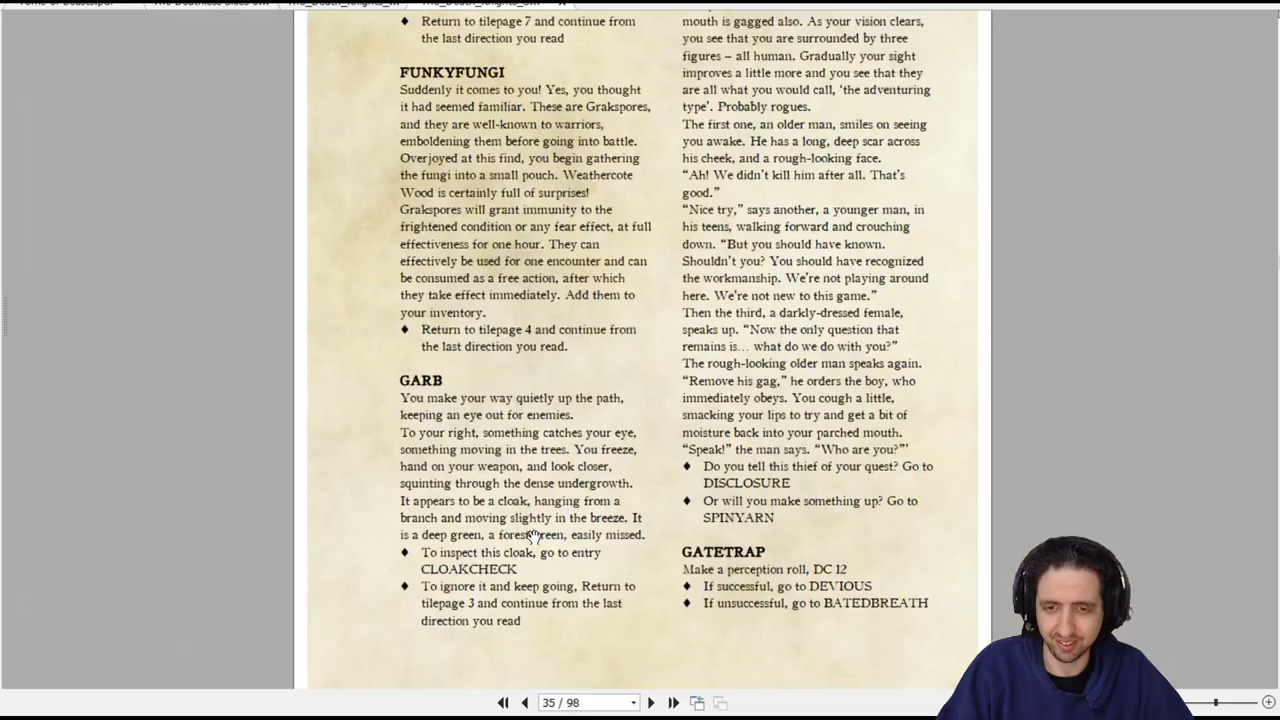 ♦ Return to tilepage 7 and continue from
the last direction you read
FUNKYFUNGI
Suddenly it comes to you! Yes, you thought
it had seemed familiar. These are Grakspores,
and they are well-known to warriors,
emboldening them before going into battle.
Overjoyed at this find, you begin gathering
the fungi into a small pouch. Weathercote
Wood is certainly full of surprises!
Grakspores will grant immunity to the
frightened condition or any fear effect, at full
effectiveness for one hour. They can
effectively be used for one encounter and can
be consumed as a free action, after which
they take effect immediately. Add them to
your inventory.
♦ Return to tilepage 4 and continue from
the last direction you read.
GARB
You make your way quietly up the path,
keeping an eye out for enemies.
To your right, something catches your eye,
something moving in the trees. You freeze,
hand on your weapon, and look closer,
squinting through the dense undergrowth.
It appears to be a cloak, hanging from a
branch and moving slightly in the breeze. It
is a deep green, a forest green, easily missed.
♦ To inspect this cloak, go to entry
CLOAKCHECK
♦ To ignore it and keep going, Return to
tilepage 3 and continue from the last
direction you read
mouth is gagged also. As your vision clears,
you see that you are surrounded by three
figures – all human. Gradually your sight
improves a little more and you see that they
are all what you would call, ‘the adventuring
type’. Probably rogues.
The first one, an older man, smiles on seeing
you awake. He has a long, deep scar across
his cheek, and a rough-looking face.
“Ah! We didn’t kill him after all. That’s
good.”
“Nice try,” says another, a younger man, in
his teens, walking forward and crouching
down. “But you should have known.
Shouldn’t you? You should have recognized
the workmanship. We’re not playing around
here. We’re not new to this game.”
Then the third, a darkly-dressed female,
speaks up. “Now the only question that
remains is… what do we do with you?”
The rough-looking older man speaks again.
“Remove his gag,” he orders the boy, who
immediately obeys. You cough a little,
smacking your lips to try and get a bit of
moisture back into your parched mouth.
“Speak!” the man says. “Who are you?”’
♦ Do you tell this thief of your quest? Go to
DISCLOSURE
♦ Or will you make something up? Go to
SPINYARN
GATETRAP
Make a perception roll, DC 12
♦ If successful, go to DEVIOUS
♦ If unsuccessful, go to BATEDBREATH
35 / 98